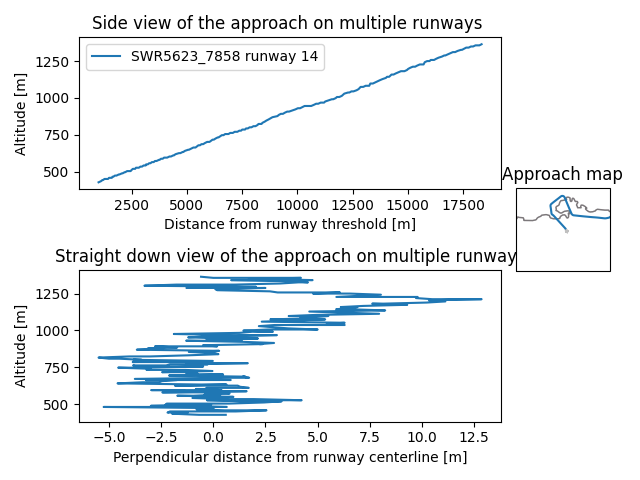 Side view of the approach on multiple runways
SWR5623_7858 runway 14
Altitude [m]
1250
1000
750
500
2500
5000
7500
10000
12500
15000
17500
Distance from runway threshold [m]
Approach map
Straight down view of the approach on multiple runway
Altitude [m]
1250
1000
750
500
−5.0
−2.5
0.0
2.5
5.0
7.5
10.0
12.5
Perpendicular distance from runway centerline [m]